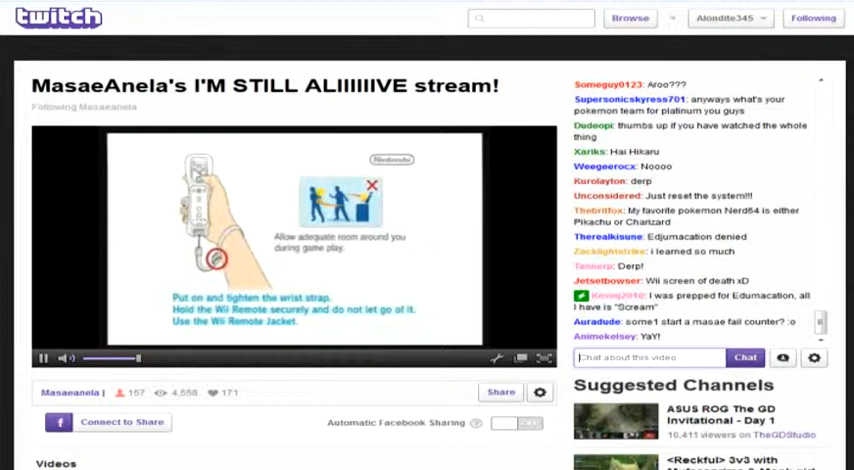 twitch
Browse
Alondite345
Following
MasaeAnela's I'M STILL ALIIIIIIVE stream!
Following Masaeanela
Nintendo
Allow adequate room around you
during game play.
Put on and tighten the wrist strap.
Hold the Wii Remote securely and do not let go of it.
Use the Wii Remote Jacket.
Masaeanela |
157
4,556
171
Share
f
Connect to Share
Automatic Facebook Sharing
?
OFF
Videos
Someguy0123: Aroo???
Supersonicskyress701: anyways what's your
pokemon team for platinum you guys
Dudeopi: thumbs up if you have watched the whole
thing
Xariks: Hai Hikaru
Weegeerocx: Noooo
Kurolayton: derp
Unconsidered: Just reset the system!!!
Thebritfox: My favorite pokemon Nerd64 is either
Pikachu or Charizard
Therealkisune: Edjumacation denied
Zacklightstrike: i learned so much
Tannerp: Derp!
Jetsetbowser: Wii screen of death xD
Keving2010: I was prepped for Edumacation, all
I have is "Scream"
Auradude: some1 start a masae fail counter? :o
Animekelsey: YaY!
Chat about this video
Chat
Suggested Channels
ASUS ROG The GD
Invitational - Day 1
16,411 viewers on TheGDStudio
<Reckful> 3v3 with